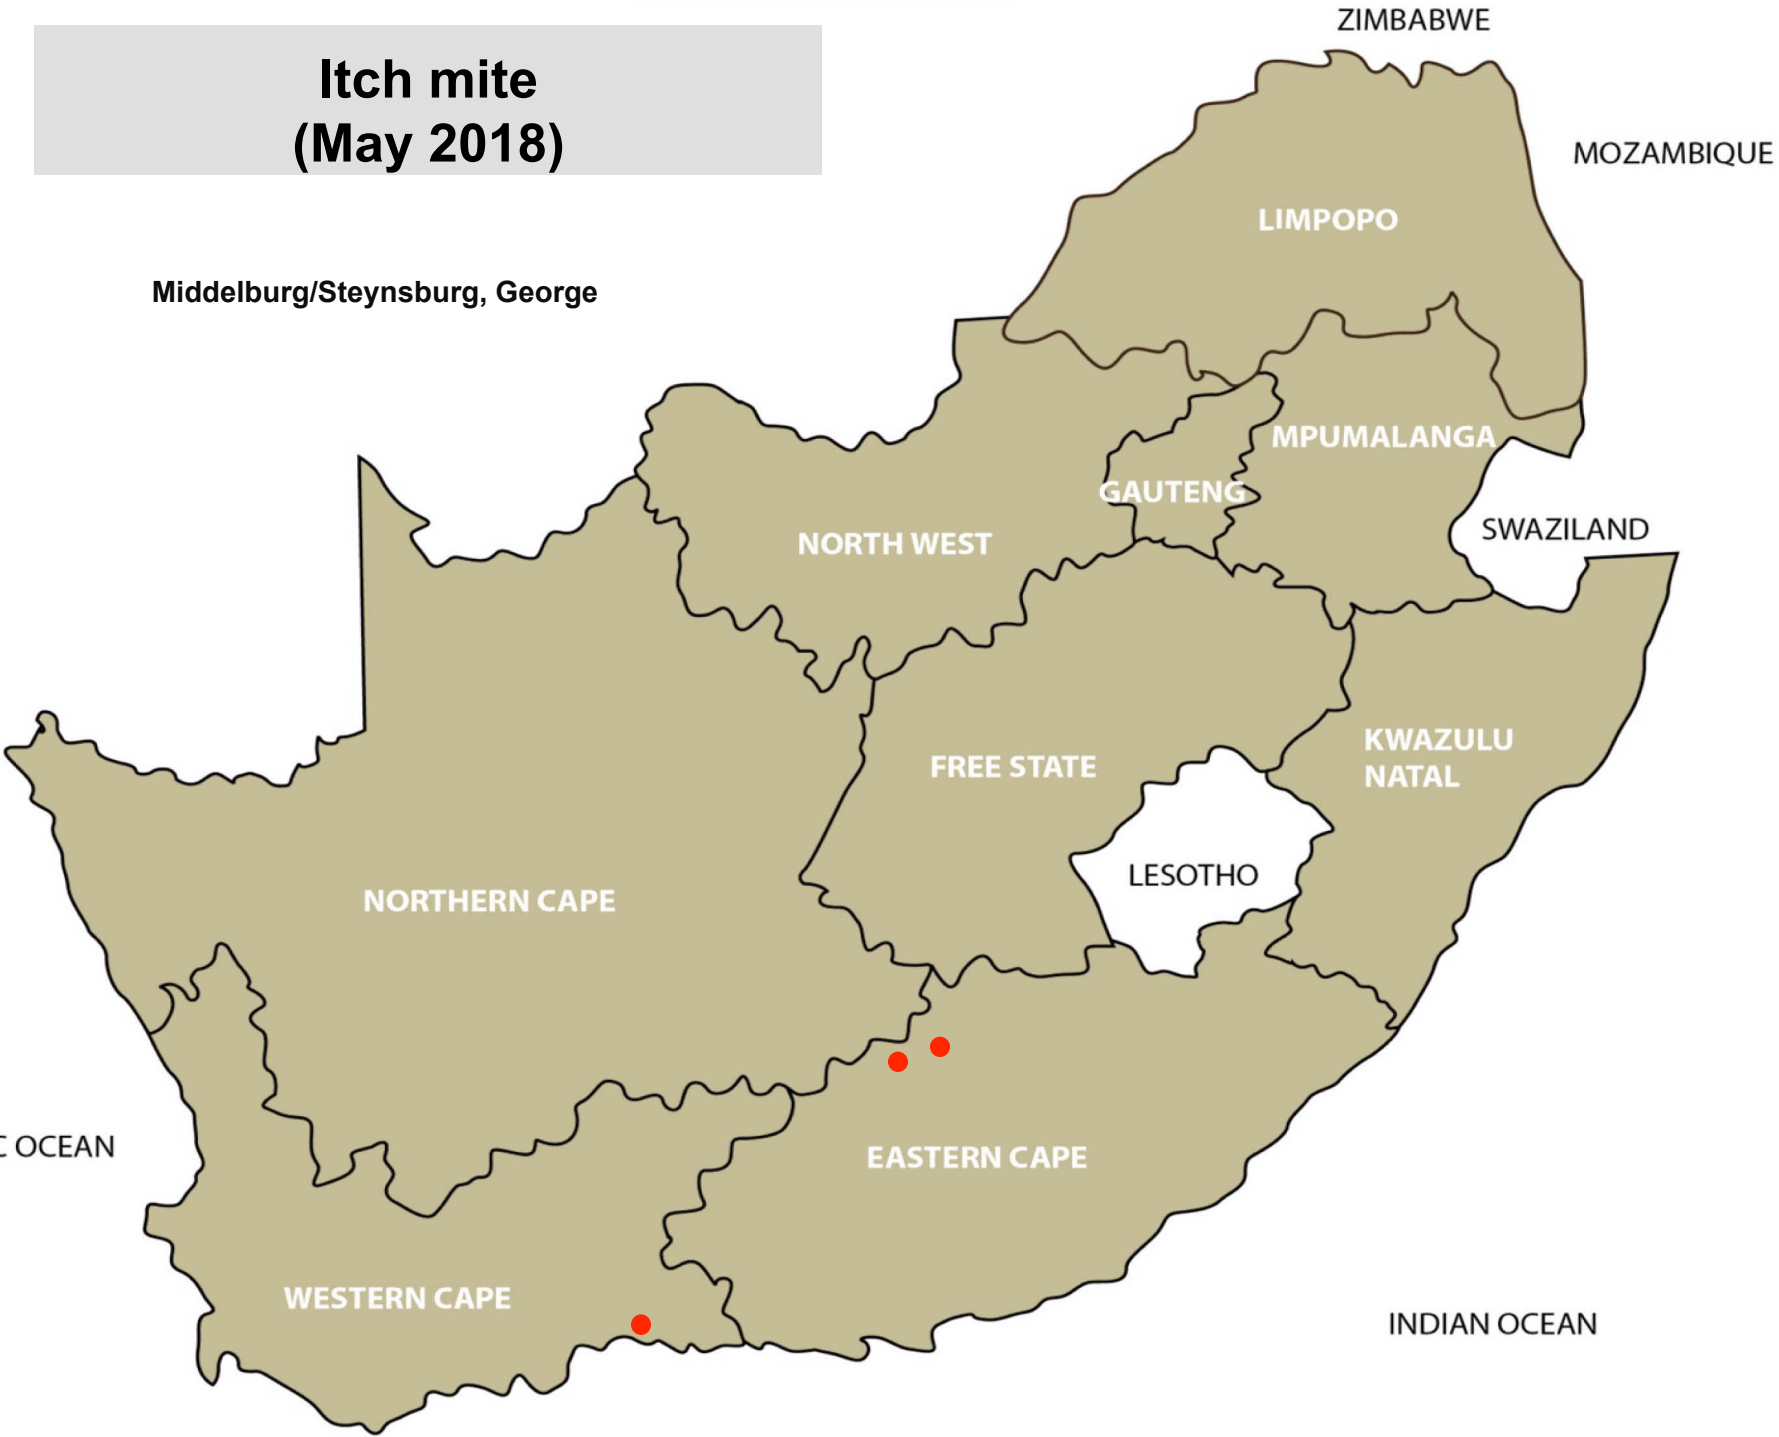 Itch mite
(May 2018)
Middelburg/Steynsburg, George
ZIMBABWE
MOZAMBIQUE
LIMPOPO
MPUMALANGA
GAUTENG
SWAZILAND
NORTH WEST
KWAZULU
NATAL
FREE STATE
LESOTHO
NORTHERN CAPE
C OCEAN
EASTERN CAPE
WESTERN CAPE
INDIAN OCEAN